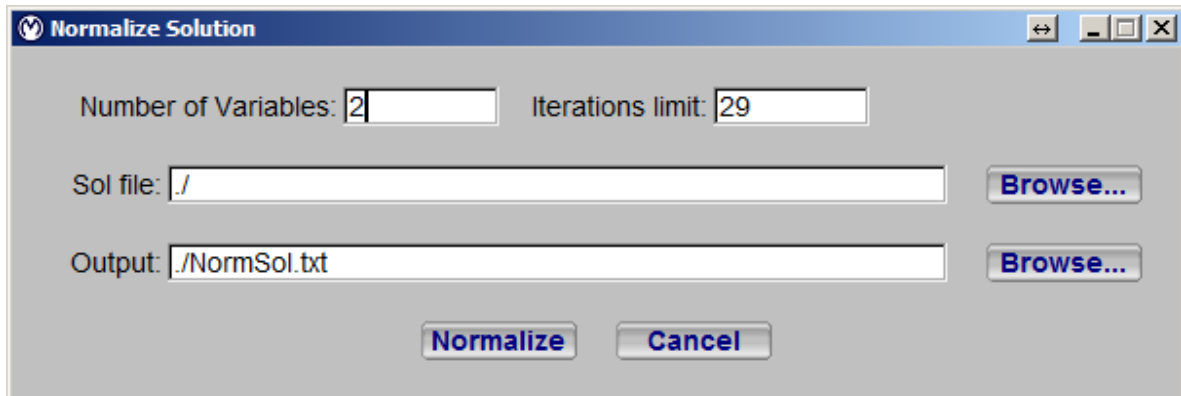 Normalize Solution
Number of Variables: 2 Iterations limit: 29
Sol file: ./ Browse...
Output: ./NormSol.txt Browse...
Normalize Cancel